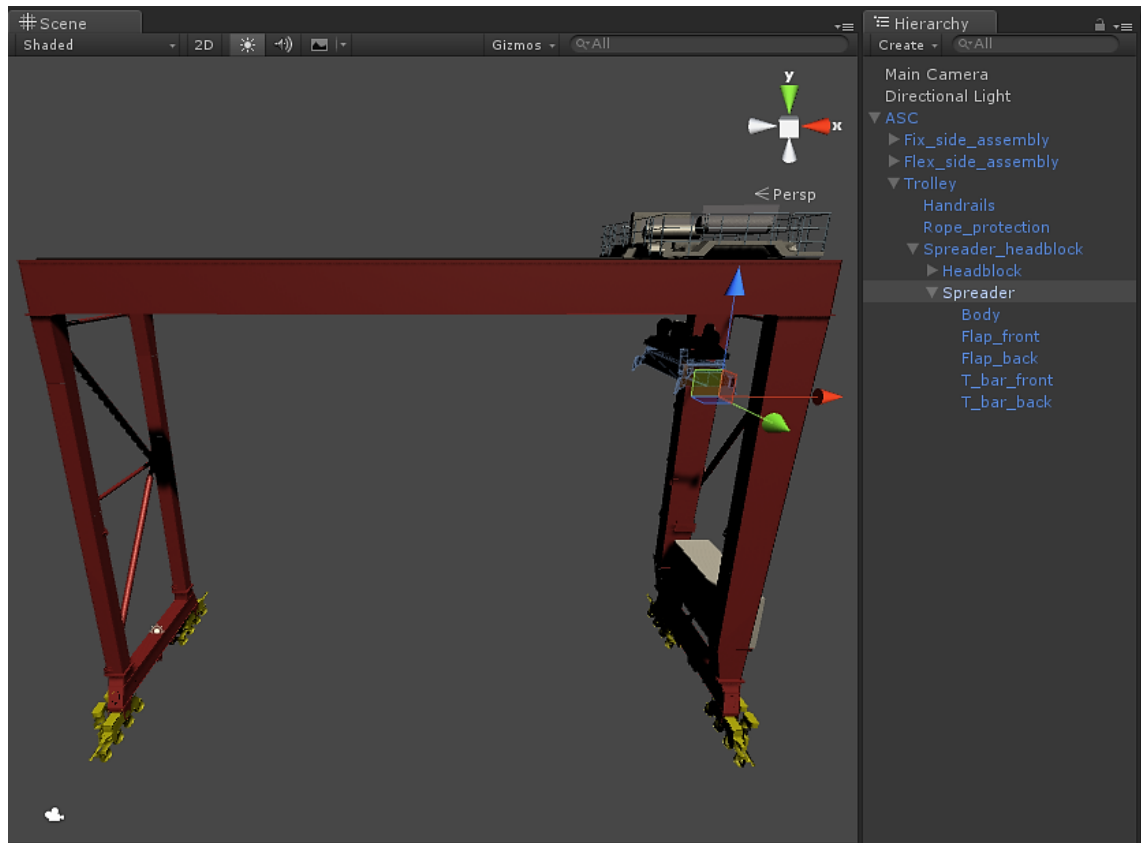 Scene
Shaded 2D Gizmos All
y
x
Persp
Hierarchy
Create All
Main Camera
Directional Light
ASC
Fix_side_assembly
Flex_side_assembly
Trolley
Handrails
Rope_protection
Spreader_headblock
Headblock
Spreader
Body
Flap_front
Flap_back
T_bar_front
T_bar_back